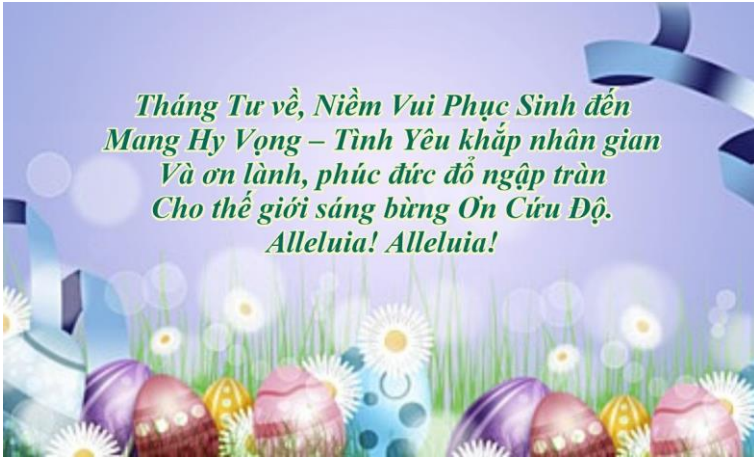 Tháng Tư về, Niềm Vui Phục Sinh đến
Mang Hy Vọng – Tình Yêu khắp nhân gian
Và ơn lành, phúc đức đổ ngập tràn
Cho thế giới sáng bừng Ơn Cứu Độ.
Alleluia! Alleluia!